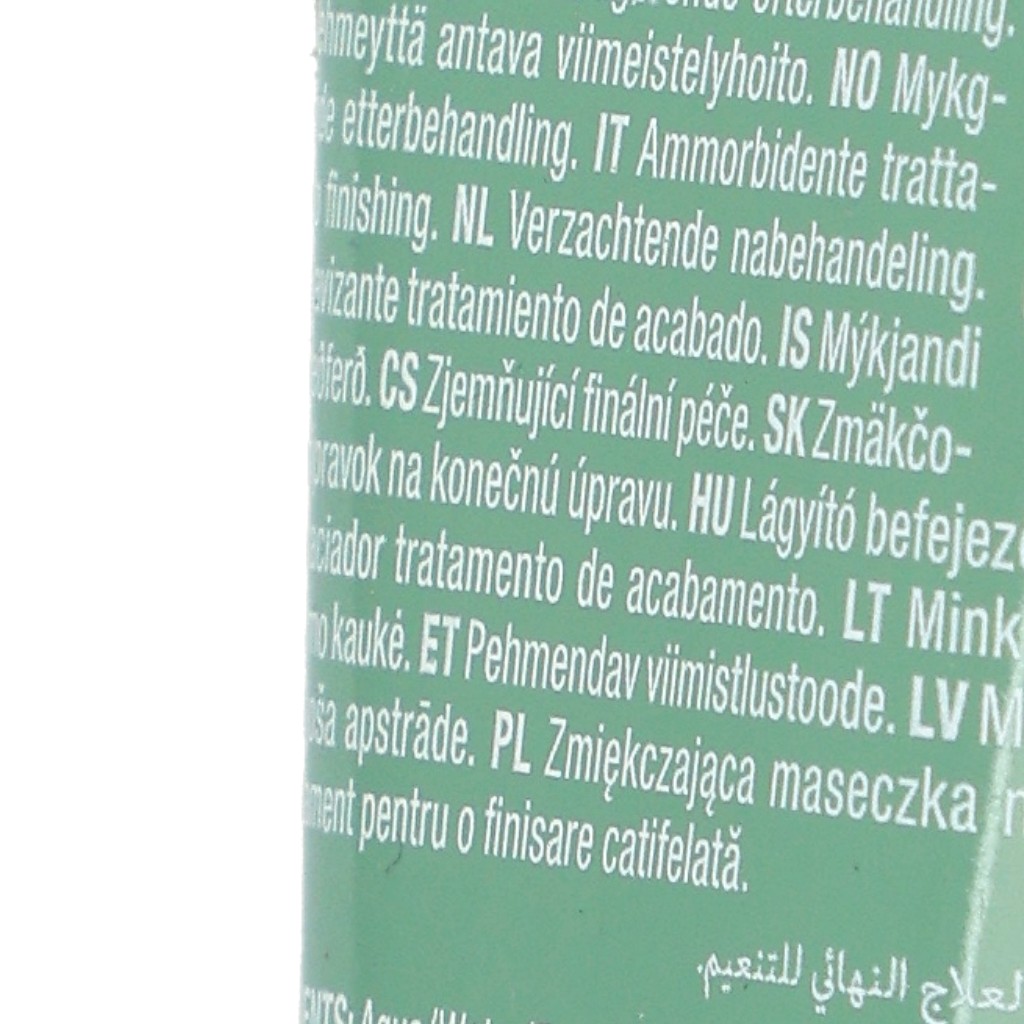 efterbehandling.
antava viimeistelyhoito. NO Mykg-
etterbehandling. IT Ammorbidente tratta-
finishing. NL Verzachtende nabehandeling.
tratamiento de acabado. IS Mýkjandi
CS Zjemňující finální péče. SK Zmäkčo-
na konečnú úpravu. HU Lágyító
tratamento de acabamento. LT
kaukė. ET Pehmendav viimistlustoode. LV
apstrāde. PL Zmiękczająca maseczka
pentru o finisare catifelată.
النهائي للتنعيم.